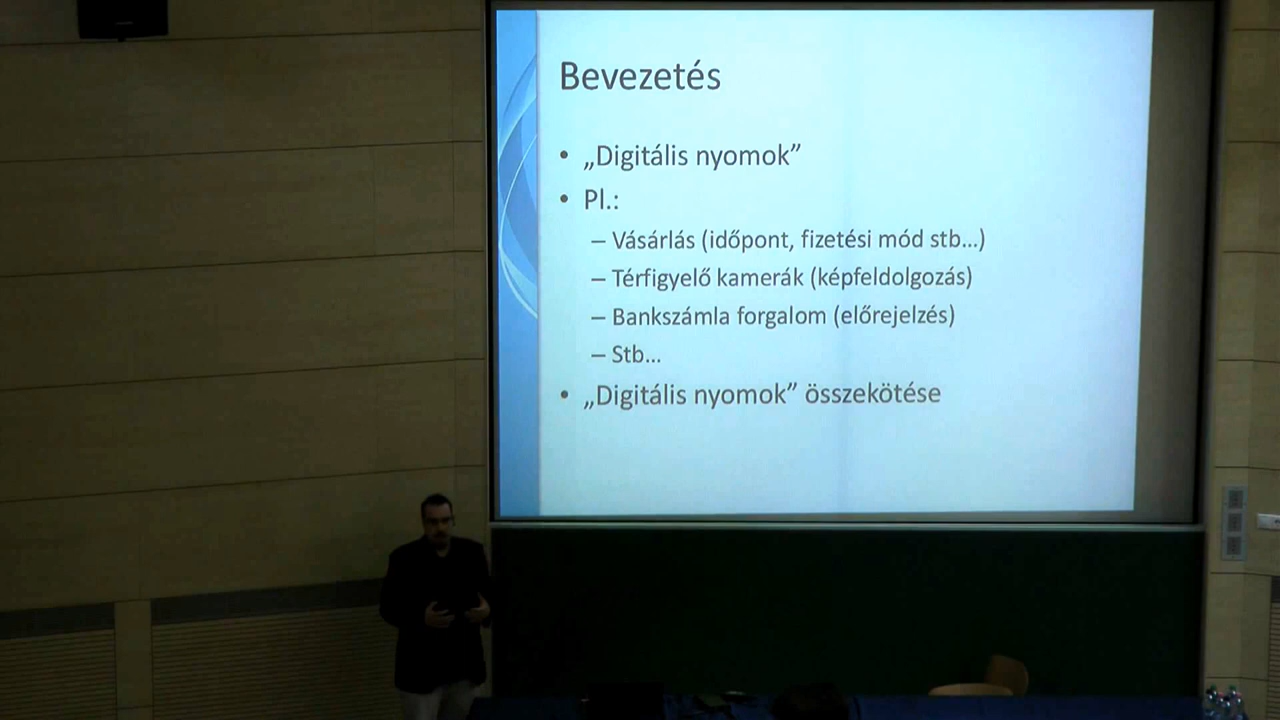 Bevezetés
• „Digitális nyomok”
• Pl.:
– Vásárlás (időpont, fizetési mód stb...)
– Térfigyelő kamerák (képfeldolgozás)
– Bankszámla forgalom (előrejelzés)
– Stb...
• „Digitális nyomok” összekötése